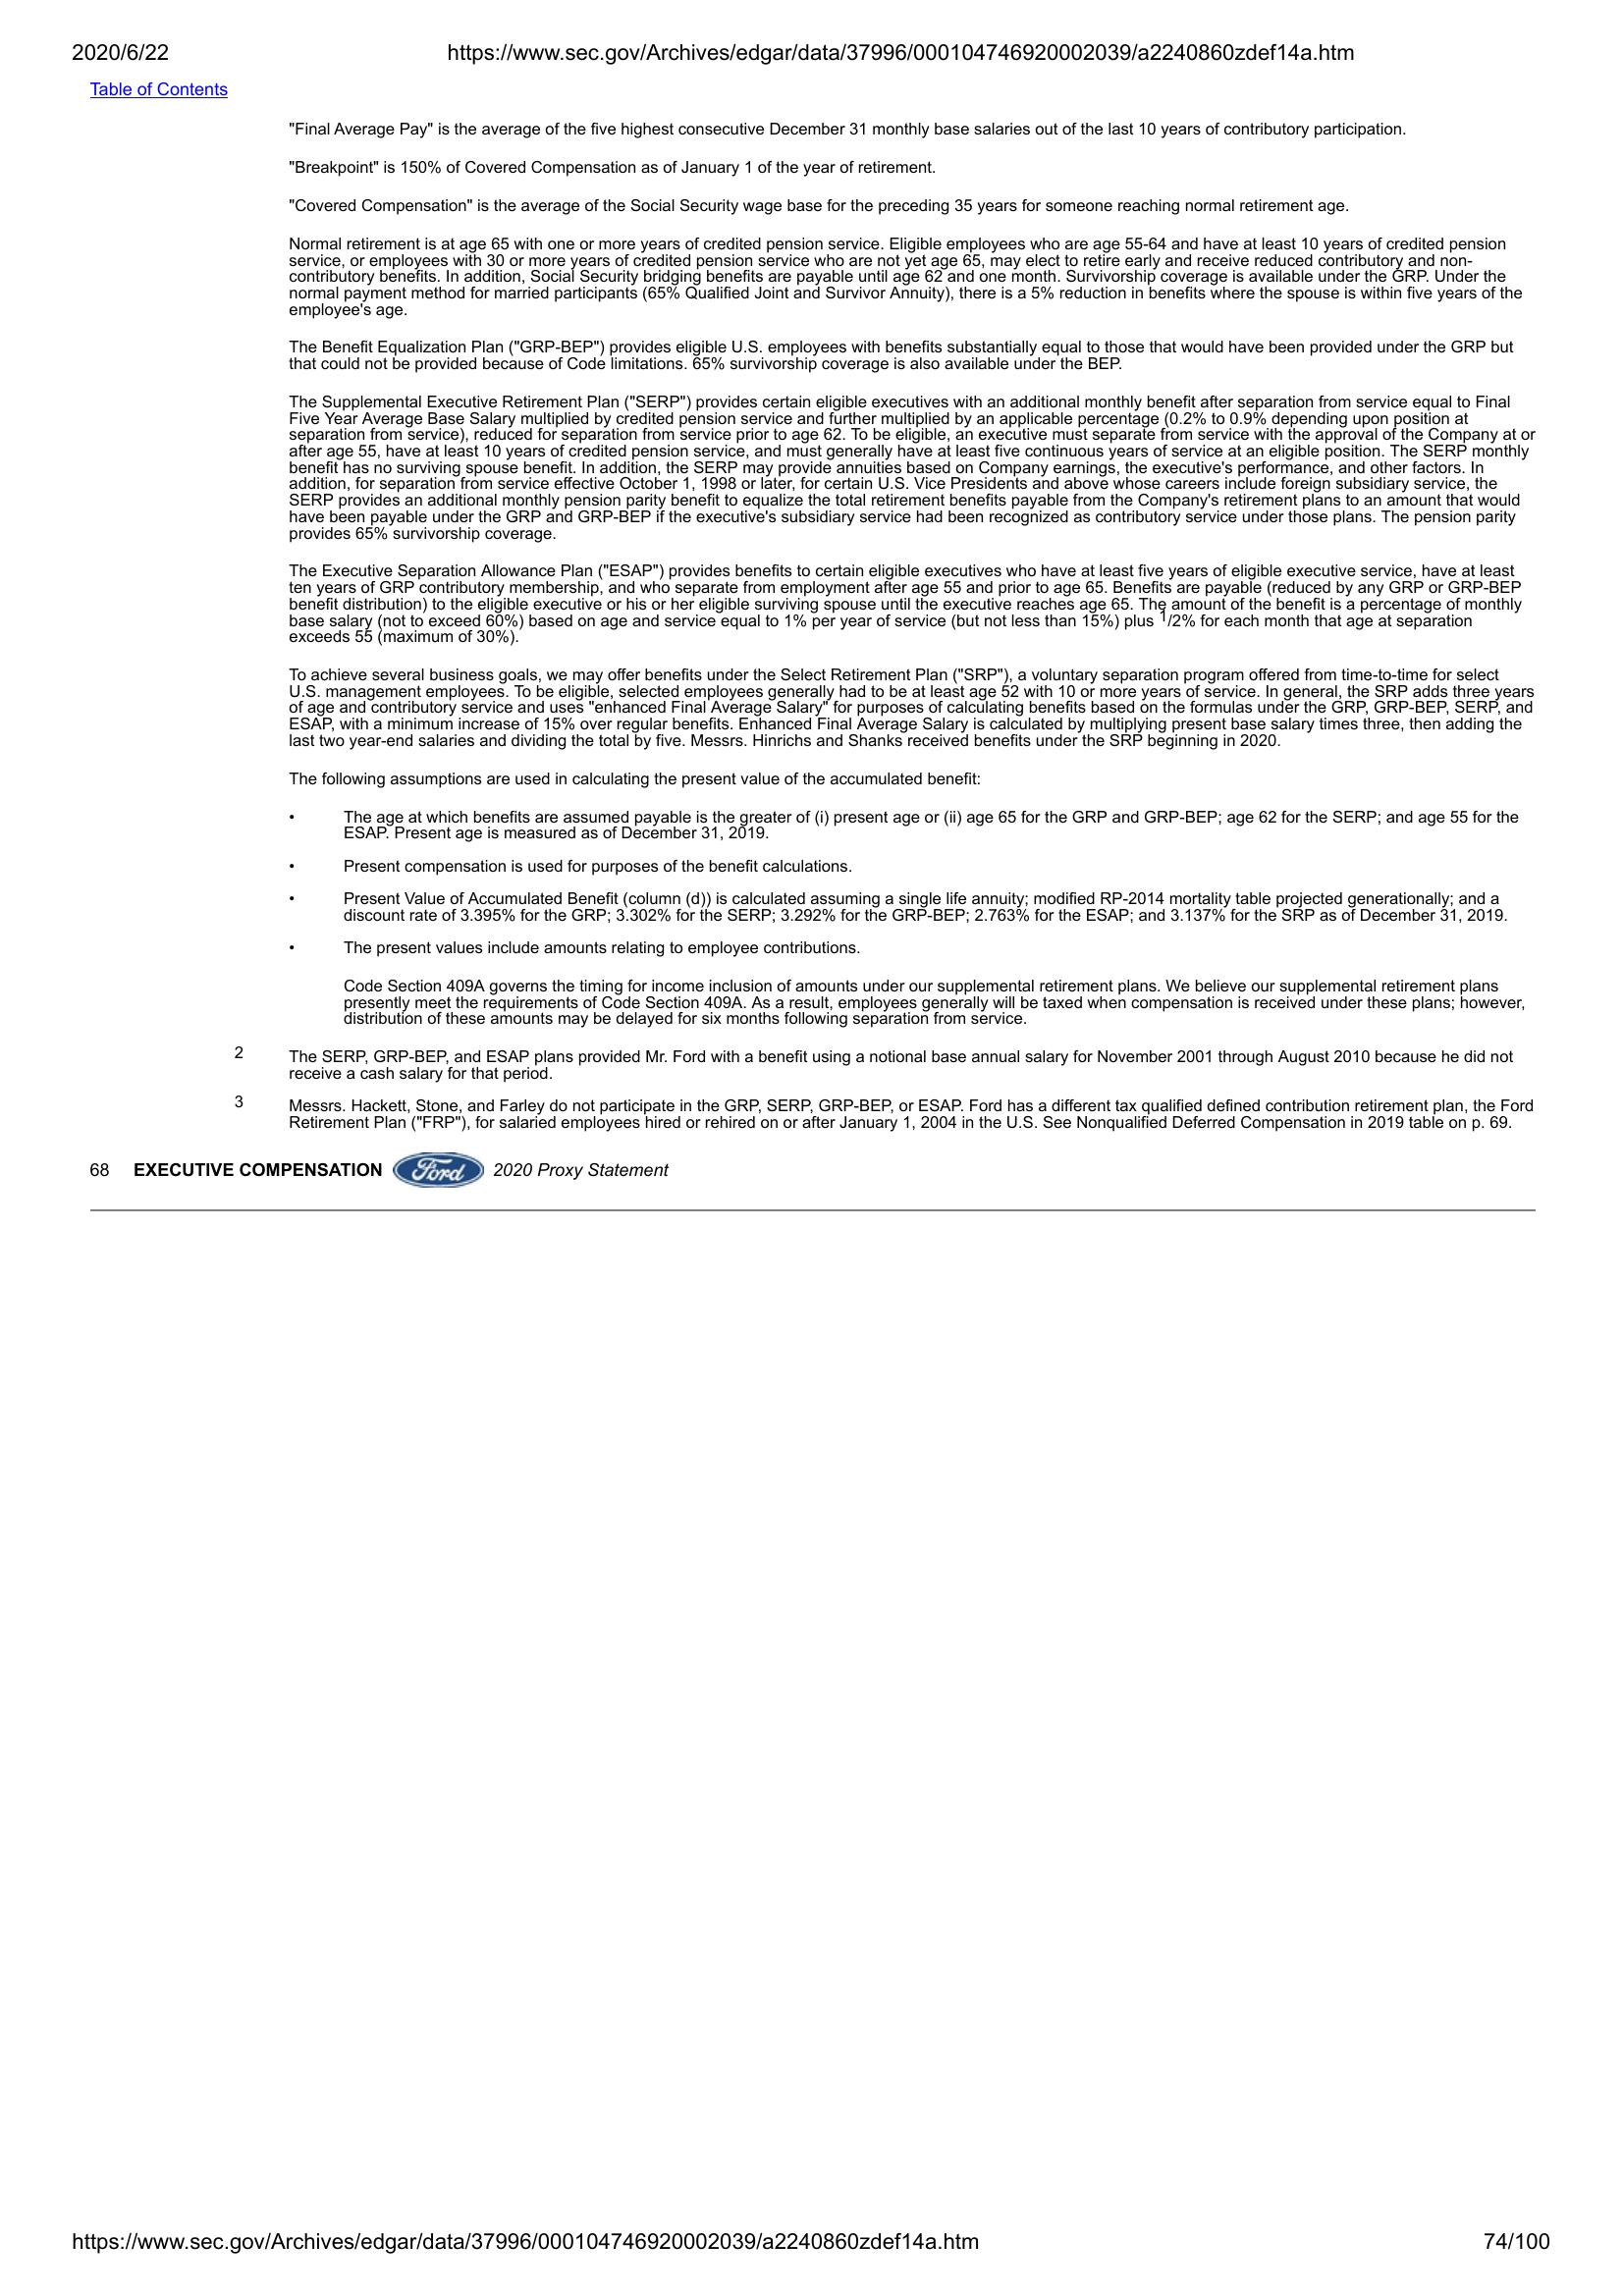 2020/6/22 https://www.sec.gov/Archives/edgar/data/37996/000104746920002039/a2240860zdef14a.htm
Table of Contents
"Final Average Pay" is the average of the five highest consecutive December 31 monthly base salaries out of the last 10 years of contributory participation.
"Breakpoint" is 150% of Covered Compensation as of January 1 of the year of retirement.
"Covered Compensation" is the average of the Social Security wage base for the preceding 35 years for someone reaching normal retirement age.
Normal retirement is at age 65 with one or more years of credited pension service. Eligible employees who are age 55-64 and have at least 10 years of credited pension
service, or employees with 30 or more years of credited pension service who are not yet age 65, may elect to retire early and receive reduced contributory and non-
contributory benefits. In addition, Social Security bridging benefits are payable until age 62 and one month. Survivorship coverage is available under the GRP. Under the
normal payment method for married participants (65% Qualified Joint and Survivor Annuity), there is a 5% reduction in benefits where the spouse is within five years of the
employee's age.
The Benefit Equalization Plan ("GRP-BEP") provides eligible U.S. employees with benefits substantially equal to those that would have been provided under the GRP but
that could not be provided because of Code limitations. 65% survivorship coverage is also available under the BEP.
The Supplemental Executive Retirement Plan ("SERP") provides certain eligible executives with an additional monthly benefit after separation from service equal to Final
Five Year Average Base Salary multiplied by credited pension service and further multiplied by an applicable percentage (0.2% to 0.9% depending upon position at
separation from service), reduced for separation from service prior to age 62. To be eligible, an executive must separate from service with the approval of the Company at or
after age 55, have at least 10 years of credited pension service, and must generally have at least five continuous years of service at an eligible position. The SERP monthly
benefit has no surviving spouse benefit. In addition, the SERP may provide annuities based on Company earnings, the executive's performance, and other factors. In
addition, for separation from service effective October 1, 1998 or later, for certain U.S. Vice Presidents and above whose careers include foreign subsidiary service, the
SERP provides an additional monthly pension parity benefit to equalize the total retirement benefits payable from the Company's retirement plans to an amount that would
have been payable under the GRP and GRP-BEP if the executive's subsidiary service had been recognized as contributory service under those plans. The pension parity
provides 65% survivorship coverage.
The Executive Separation Allowance Plan ("ESAP") provides benefits to certain eligible executives who have at least five years of eligible executive service, have at least
ten years of GRP contributory membership, and who separate from employment after age 55 and prior to age 65. Benefits are payable (reduced by any GRP or GRP-BEP
benefit distribution) to the eligible executive or his or her eligible surviving spouse until the executive reaches age 65. The amount of the benefit is a percentage of monthly
base salary (not to exceed 60%) based on age and service equal to 1% per year of service (but not less than 15%) plus 1/2% for each month that age at separation
exceeds 55 (maximum of 30%).
To achieve several business goals, we may offer benefits under the Select Retirement Plan ("SRP"), a voluntary separation program offered from time-to-time for select
U.S. management employees. To be eligible, selected employees generally had to be at least age 52 with 10 or more years of service. In general, the SRP adds three years
of age and contributory service and uses "enhanced Final Average Salary" for purposes of calculating benefits based on the formulas under the GRP, GRP-BEP, SERP, and
ESAP, with a minimum increase of 15% over regular benefits. Enhanced Final Average Salary is calculated by multiplying present base salary times three, then adding the
last two year-end salaries and dividing the total by five. Messrs. Hinrichs and Shanks received benefits under the SRP beginning in 2020.
The following assumptions are used in calculating the present value of the accumulated benefit:
• The age at which benefits are assumed payable is the greater of (i) present age or (ii) age 65 for the GRP and GRP-BEP; age 62 for the SERP; and age 55 for the
ESAP. Present age is measured as of December 31, 2019.
• Present compensation is used for purposes of the benefit calculations.
• Present Value of Accumulated Benefit (column (d)) is calculated assuming a single life annuity; modified RP-2014 mortality table projected generationally; and a
discount rate of 3.395% for the GRP; 3.302% for the SERP; 3.292% for the GRP-BEP; 2.763% for the ESAP; and 3.137% for the SRP as of December 31, 2019.
• The present values include amounts relating to employee contributions.
Code Section 409A governs the timing for income inclusion of amounts under our supplemental retirement plans. We believe our supplemental retirement plans
presently meet the requirements of Code Section 409A. As a result, employees generally will be taxed when compensation is received under these plans; however,
distribution of these amounts may be delayed for six months following separation from service.
2 The SERP, GRP-BEP, and ESAP plans provided Mr. Ford with a benefit using a notional base annual salary for November 2001 through August 2010 because he did not
receive a cash salary for that period.
3 Messrs. Hackett, Stone, and Farley do not participate in the GRP, SERP, GRP-BEP, or ESAP. Ford has a different tax qualified defined contribution retirement plan, the Ford
Retirement Plan ("FRP"), for salaried employees hired or rehired on or after January 1, 2004 in the U.S. See Nonqualified Deferred Compensation in 2019 table on p. 69.
68 EXECUTIVE COMPENSATION Ford 2020 Proxy Statement
https://www.sec.gov/Archives/edgar/data/37996/000104746920002039/a2240860zdef14a.htm 74/100